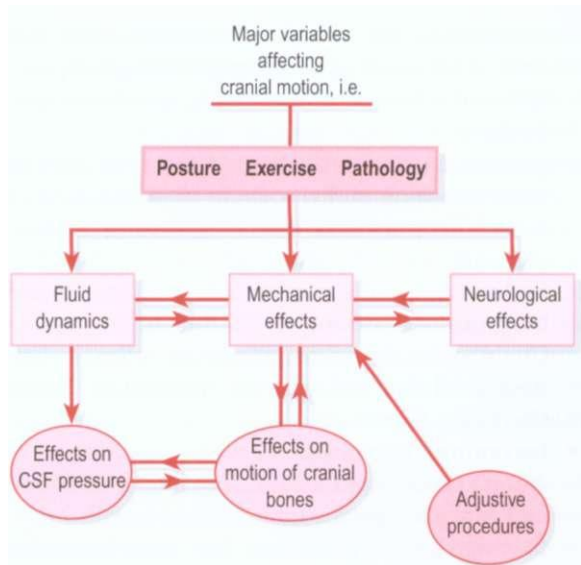 Major variables
affecting
cranial motion, i.e.
Posture Exercise Pathology
Fluid
dynamics
Mechanical
effects
Neurological
effects
Effects on
CSF pressure
Effects on
motion of cranial
bones
Adjustive
procedures